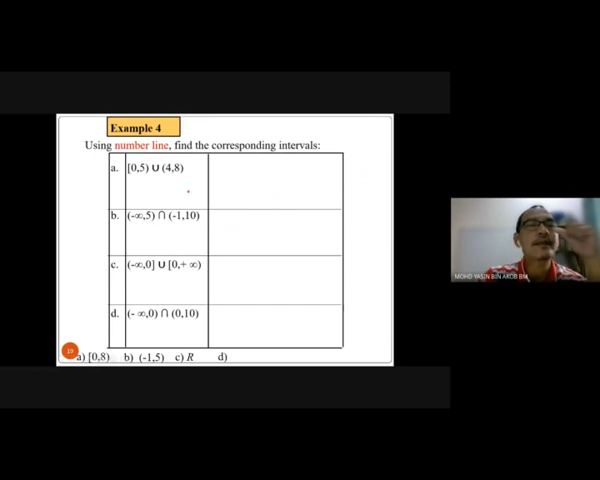 Example 4
Using number line, find the corresponding intervals:
a. [0,5) ∪ (4,8)
b. (-∞,5) ∩ (-1,10)
c. (-∞,0] ∪ [0,+ ∞)
d. (- ∞,0) ∩ (0,10)
19
a) [0,8) b) (-1,5) c) R d)
MOHD YASIN BIN AKOB BM